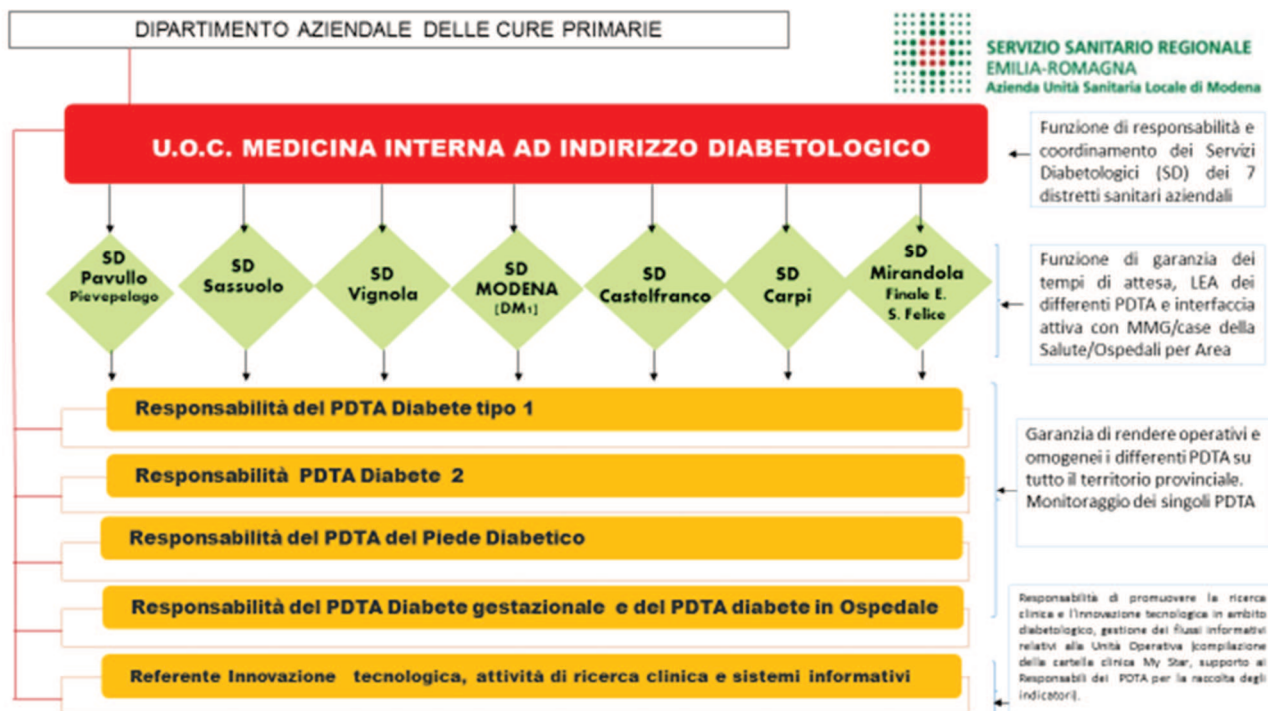 DIPARTIMENTO AZIENDALE DELLE CURE PRIMARIE
SERVIZIO SANITARIO REGIONALE
EMILIA-ROMAGNA
Azienda Unità Sanitaria Locale di Modena
U.O.C. MEDICINA INTERNA AD INDIRIZZO DIABETOLOGICO
Funzione di responsabilità e
coordinamento dei Servizi
Diabetologici (SD) dei 7
distretti sanitari aziendali
SD
Pavullo
Pievepelago
SD
Sassuolo
SD
Vignola
SD
MODENA
[DM1]
SD
Castelfranco
SD
Carpi
SD
Mirandola
Finale E.
S. Felice
Funzione di garanzia dei
tempi di attesa, LEA dei
differenti PDTA e interfaccia
attiva con MMG/case della
Salute/Ospedali per Area
Responsabilità del PDTA Diabete tipo 1
Responsabilità PDTA Diabete 2
Responsabilità del PDTA del Piede Diabetico
Responsabilità del PDTA Diabete gestazionale e del PDTA diabete in Ospedale
Referente Innovazione tecnologica, attività di ricerca clinica e sistemi informativi
Garanzia di rendere operativi e
omogenei i differenti PDTA su
tutto il territorio provinciale.
Monitoraggio dei singoli PDTA
Responsabilità di promuovere la ricerca
clinica e l'innovazione tecnologica in ambito
diabetologico, gestione dei flussi informativi
relativi alla Unità Operativa (compilazione
della cartella clinica My Star, supporto ai
Responsabili dei PDTA per la raccolta degli
indicatori).